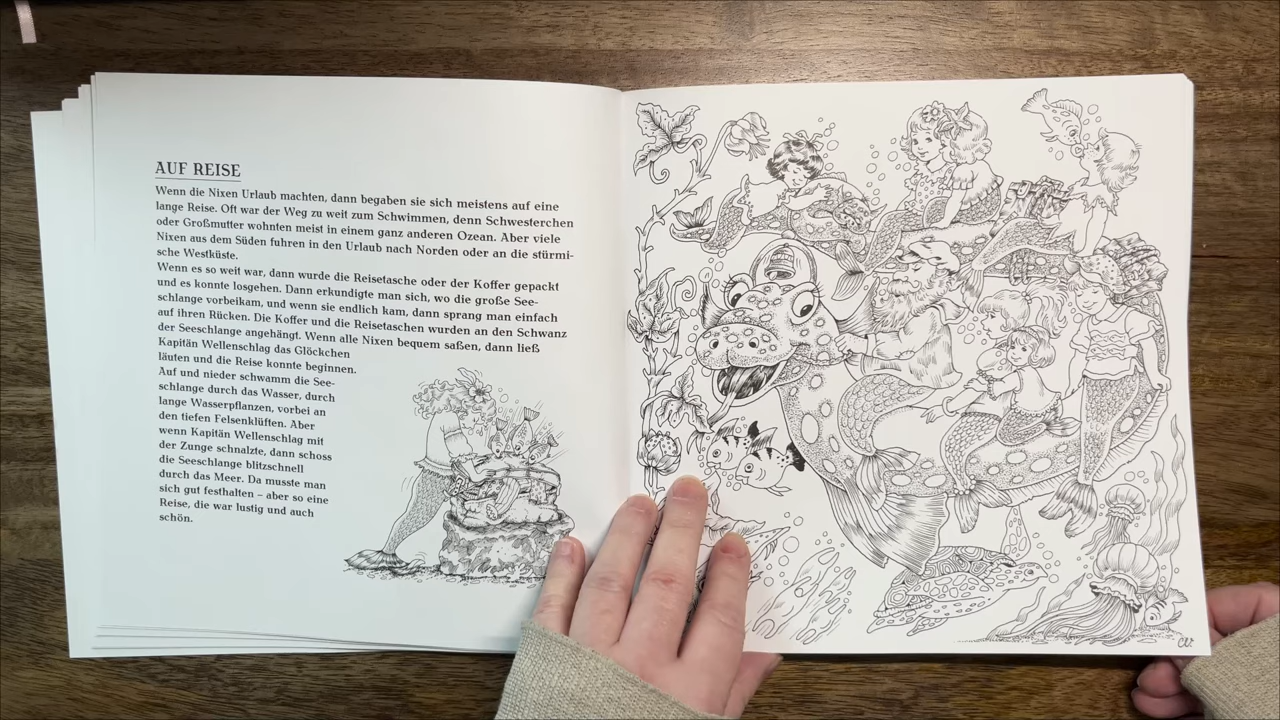 AUF REISE
Wenn die Nixen Urlaub machten, dann begaben sie sich meistens auf eine
lange Reise. Oft war der Weg zu weit zum Schwimmen, denn Schwesterchen
oder Großmutter wohnten meist in einem ganz anderen Ozean. Aber viele
Nixen aus dem Süden fuhren in den Urlaub nach Norden oder an die stürmi-
sche Westküste.
Wenn es so weit war, dann wurde die Reisetasche oder der Koffer gepackt
und es konnte losgehen. Dann erkundigte man sich, wo die große See-
schlange vorbeikam, und wenn sie endlich kam, dann sprang man einfach
auf ihren Rücken. Die Koffer und die Reisetaschen wurden an den Schwanz
der Seeschlange angehängt. Wenn alle Nixen bequem saßen, dann ließ
Kapitän Wellenschlag das Glöckchen
läuten und die Reise konnte beginnen.
Auf und nieder schwamm die See-
schlange durch das Wasser, durch
lange Wasserpflanzen, vorbei an
den tiefen Felsenklüften. Aber
wenn Kapitän Wellenschlag mit
der Zunge schnalzte, dann schoss
die Seeschlange blitzschnell
durch das Meer. Da musste man
sich gut festhalten – aber so eine
Reise, die war lustig und auch
schön.